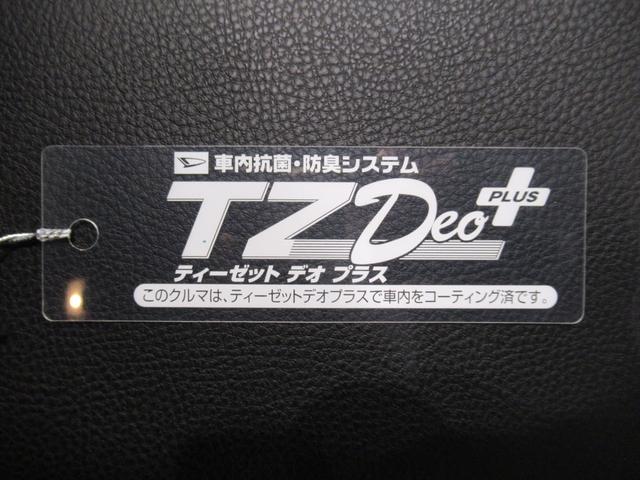 車内抗菌・防臭システム
TZ Deo PLUS
ティーゼット デオ プラス
このクルマは、ティーゼットデオプラスで車内をコーティング済です。